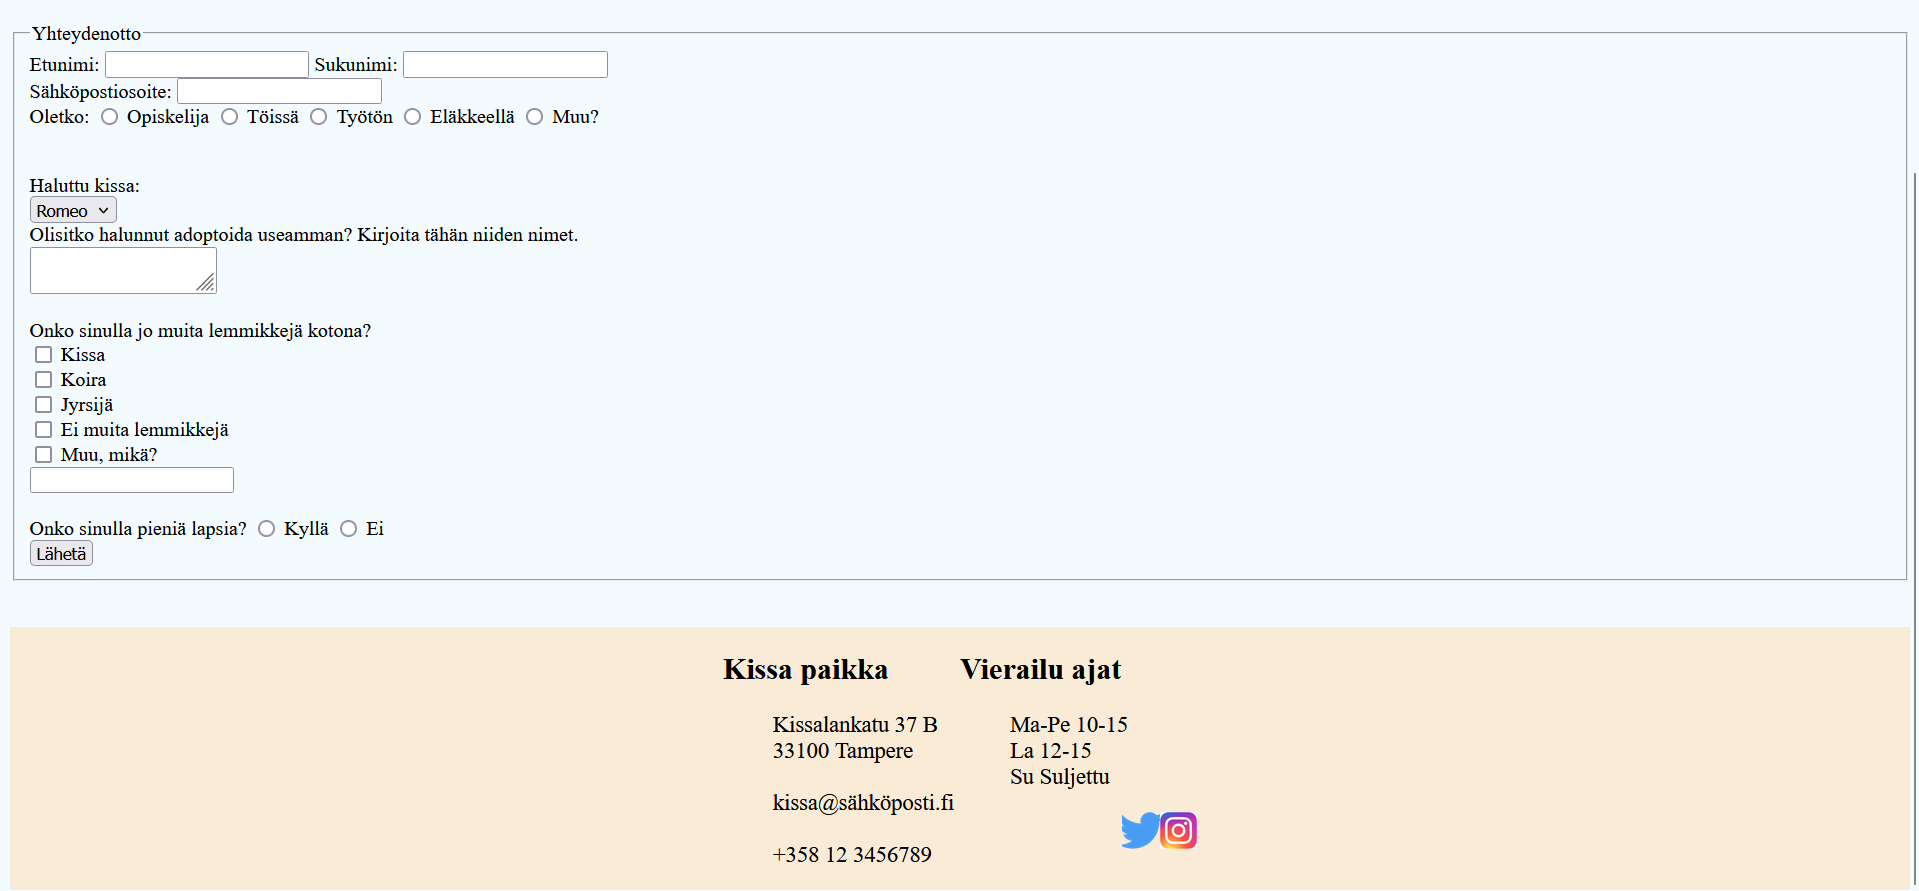 Yhteydenotto
Etunimi: Sukunimi:
Sähköpostiosoite:
Oletko: Opiskelija Töissä Työtön Eläkkeellä Muu?
Haluttu kissa:
Romeo
Olisitko halunnut adoptoida useamman? Kirjoita tähän niiden nimet.
Onko sinulla jo muita lemmikkejä kotona?
Kissa
Koira
Jyrsijä
Ei muita lemmikkejä
Muu, mikä?
Onko sinulla pieniä lapsia? Kyllä Ei
Lähetä
Kissa paikka
Kissalankatu 37 B
33100 Tampere
kissa@sähköposti.fi
+358 12 3456789
Vierailu ajat
Ma-Pe 10-15
La 12-15
Su Suljettu